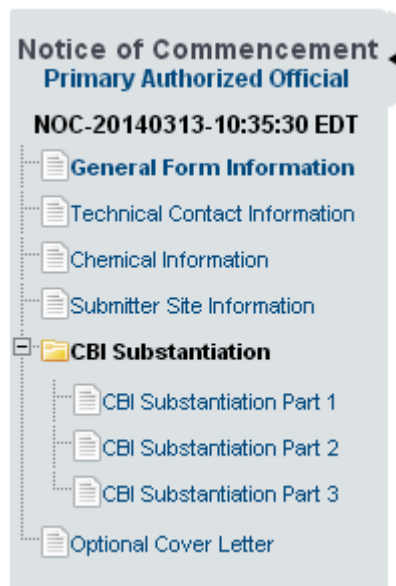 Notice of Commencement
Primary Authorized Official
NOC-20140313-10:35:30 EDT
General Form Information
Technical Contact Information
Chemical Information
Submitter Site Information
CBI Substantiation
CBI Substantiation Part 1
CBI Substantiation Part 2
CBI Substantiation Part 3
Optional Cover Letter